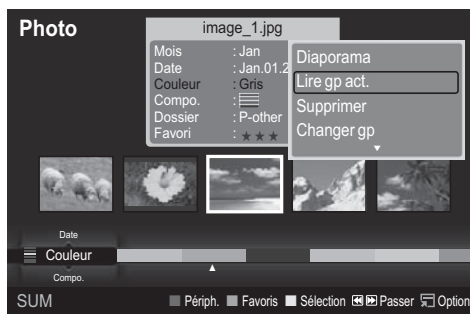 Photo
image_1.jpg
Mois : Jan
Date : Jan.01.2
Couleur : Gris
Compo. :
Dossier : P-other
Favori : ★ ★ ★
Diaporama
Lire gp act.
Supprimer
Changer gp
Date
Couleur
Compo.
SUM
Périph. Favoris Sélection Passer Option